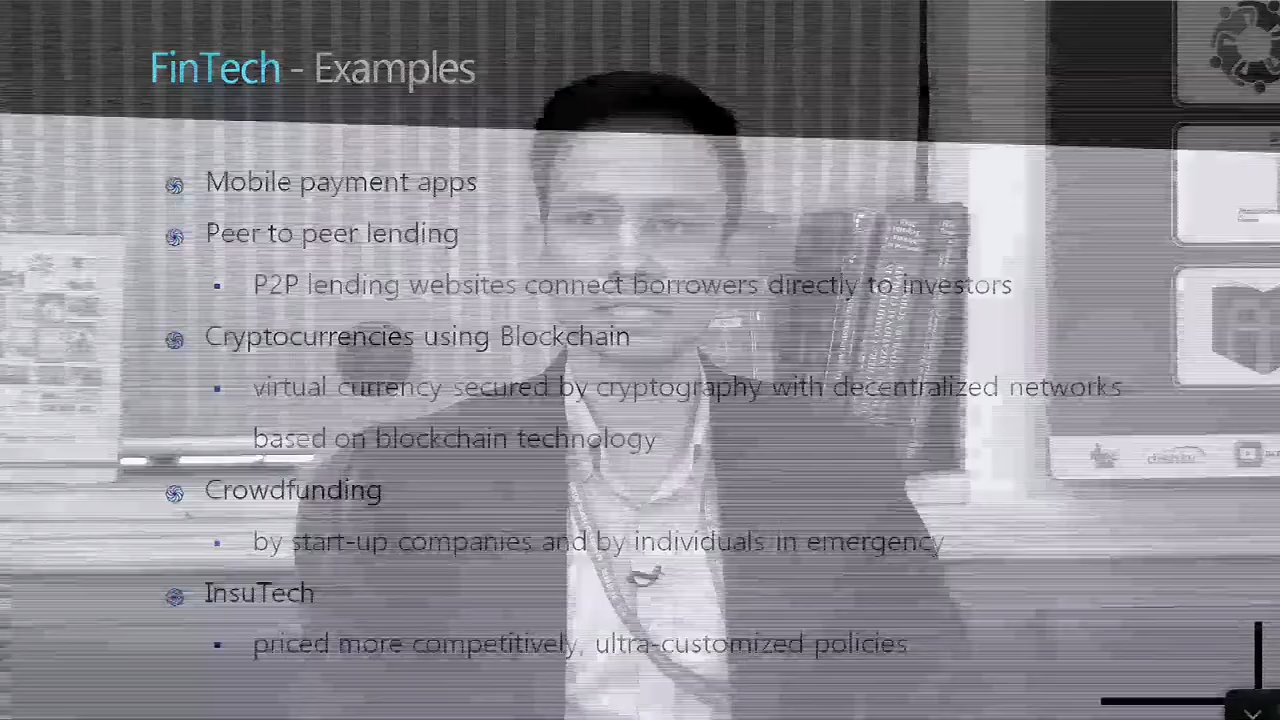 FinTech - Examples
Mobile payment apps
Peer to peer lending
P2P lending websites connect borrowers directly to investors
Cryptocurrencies using Blockchain
virtual currency secured by cryptography with decentralized networks
based on blockchain technology
Crowdfunding
by start-up companies and by individuals in emergency
InsuTech
priced more competitively, ultra-customized policies